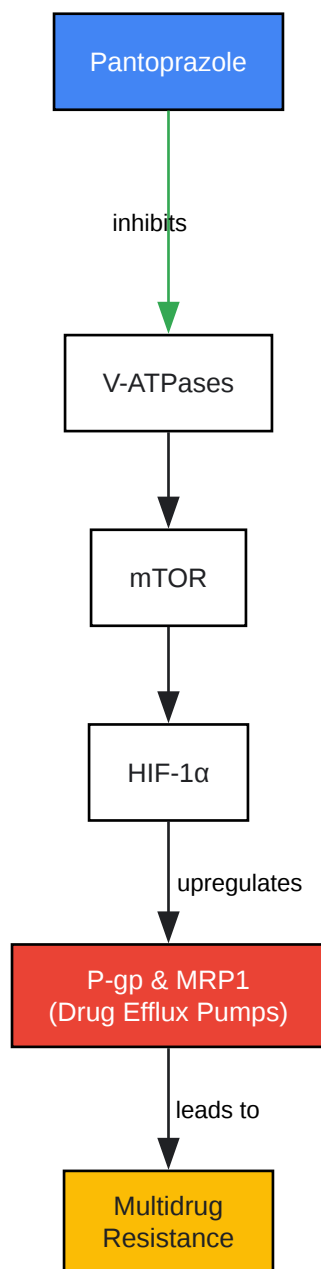 Pantoprazole
inhibits
V-ATPases
mTOR
HIF-1α
upregulates
P-gp & MRP1
(Drug Efflux Pumps)
leads to
Multidrug
Resistance